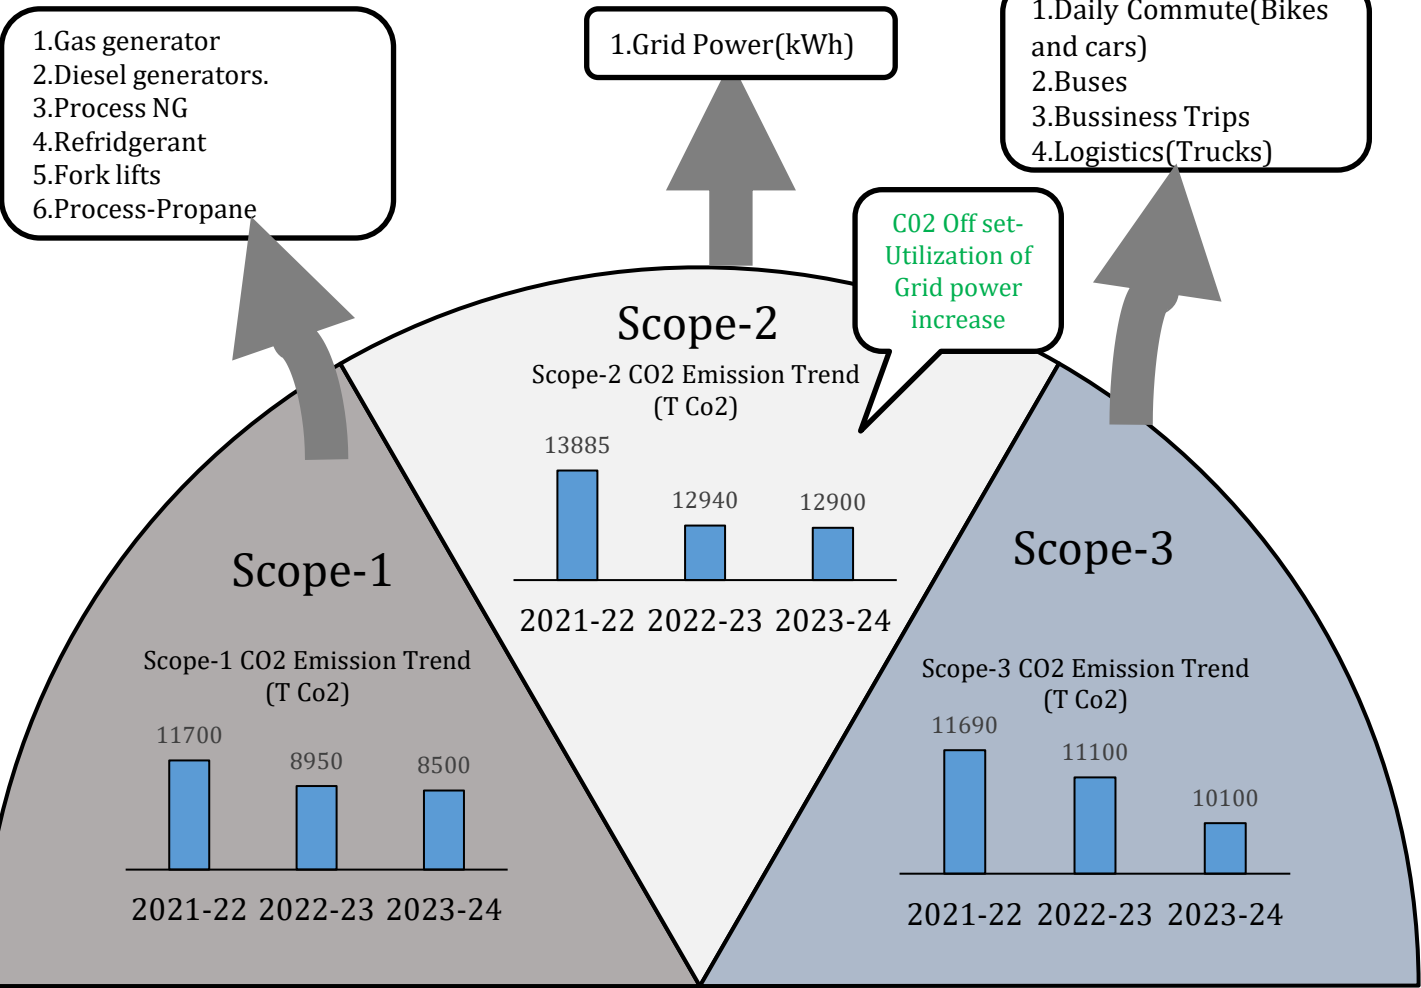 1.Gas generator
2.Diesel generators.
3.Process NG
4.Refridgerant
5.Fork lifts
6.Process-Propane
1.Grid Power(kWh)
1.Daily Commute(Bikes
and cars)
2.Buses
3.Bussiness Trips
4.Logistics(Trucks)
C02 Off set-
Utilization of
Grid power
increase
Scope-2
Scope-2 CO2 Emission Trend
(T Co2)
13885
12940
12900
2021-22 2022-23 2023-24
Scope-1
Scope-1 CO2 Emission Trend
(T Co2)
11700
8950
8500
2021-22 2022-23 2023-24
Scope-3
Scope-3 CO2 Emission Trend
(T Co2)
11690
11100
10100
2021-22 2022-23 2023-24